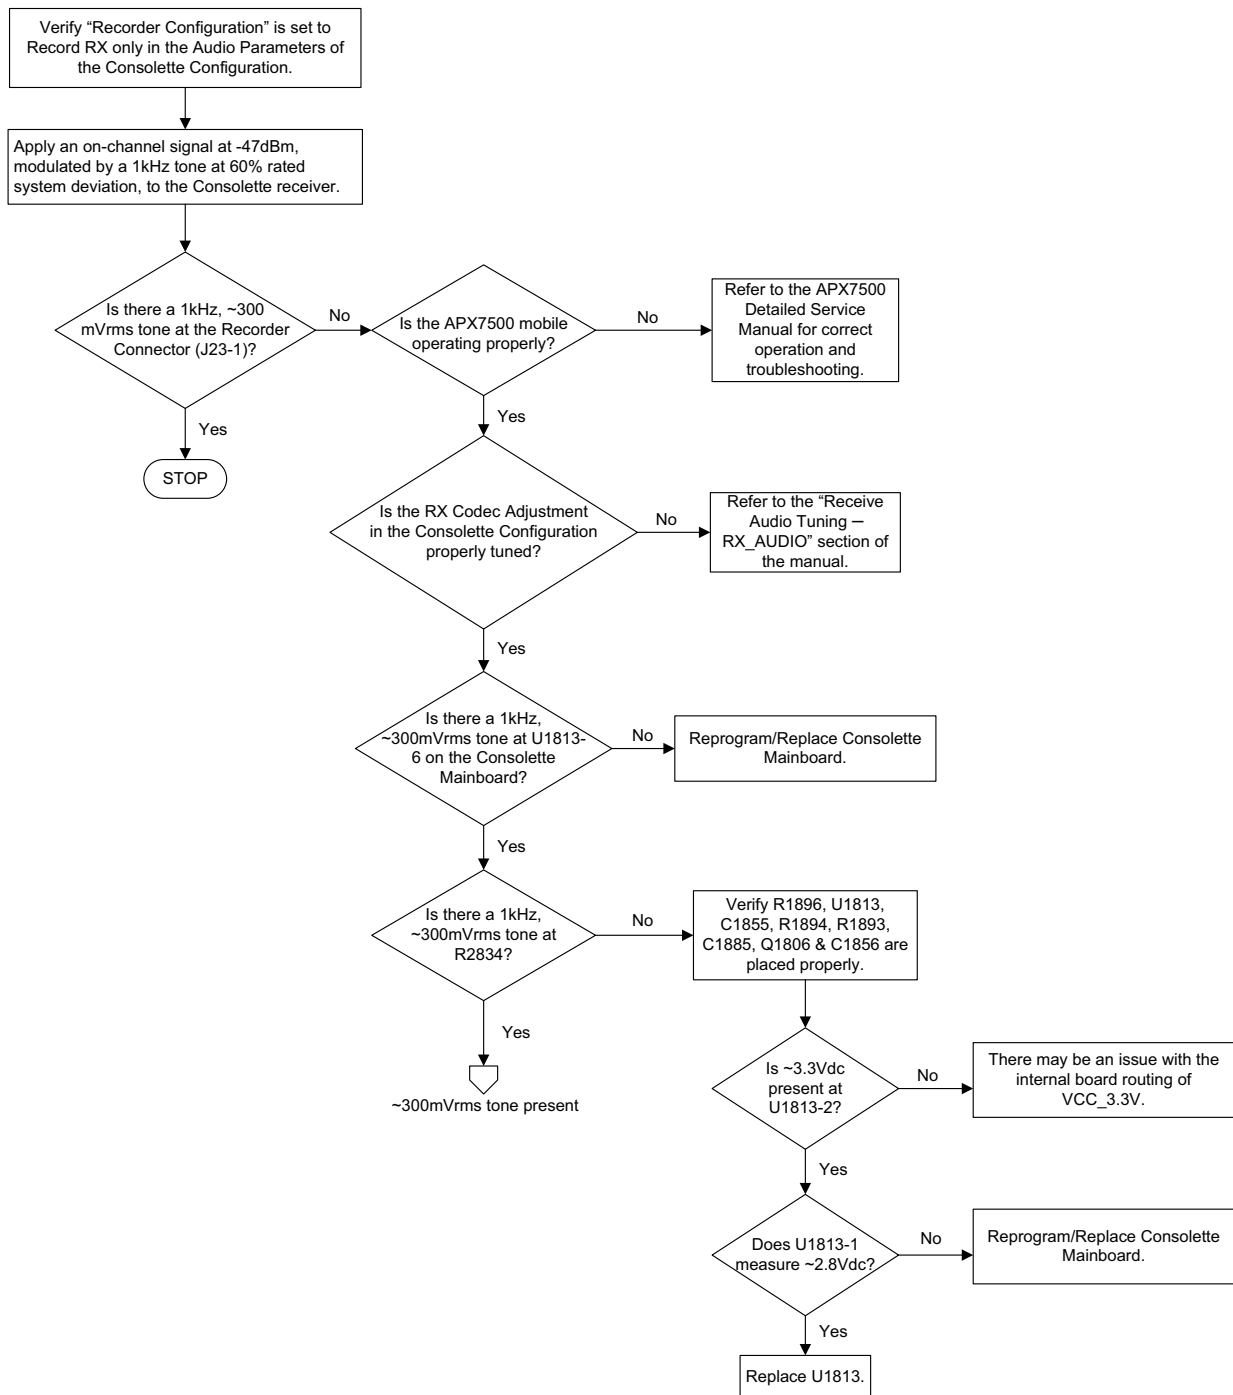 Verify “Recorder Configuration” is set to
Record RX only in the Audio Parameters of
the Consolette Configuration.
Apply an on-channel signal at -47dBm,
modulated by a 1kHz tone at 60% rated
system deviation, to the Consolette receiver.
Is there a 1kHz, ~300
mVrms tone at the Recorder
Connector (J23-1)?
No
Yes
STOP
Is the APX7500 mobile
operating properly?
No
Refer to the APX7500
Detailed Service
Manual for correct
operation and
troubleshooting.
Yes
Is the RX Codec Adjustment
in the Consolette Configuration
properly tuned?
No
Refer to the “Receive
Audio Tuning –
RX_AUDIO” section of
the manual.
Yes
Is there a 1kHz,
~300mVrms tone at U1813-
6 on the Consolette
Mainboard?
No
Reprogram/Replace Consolette
Mainboard.
Yes
Is there a 1kHz,
~300mVrms tone at
R2834?
No
Verify R1896, U1813,
C1855, R1894, R1893,
C1885, Q1806 & C1856 are
placed properly.
Yes
~300mVrms tone present
Is ~3.3Vdc
present at
U1813-2?
No
There may be an issue with the
internal board routing of
VCC_3.3V.
Yes
Does U1813-1
measure ~2.8Vdc?
No
Reprogram/Replace Consolette
Mainboard.
Yes
Replace U1813.